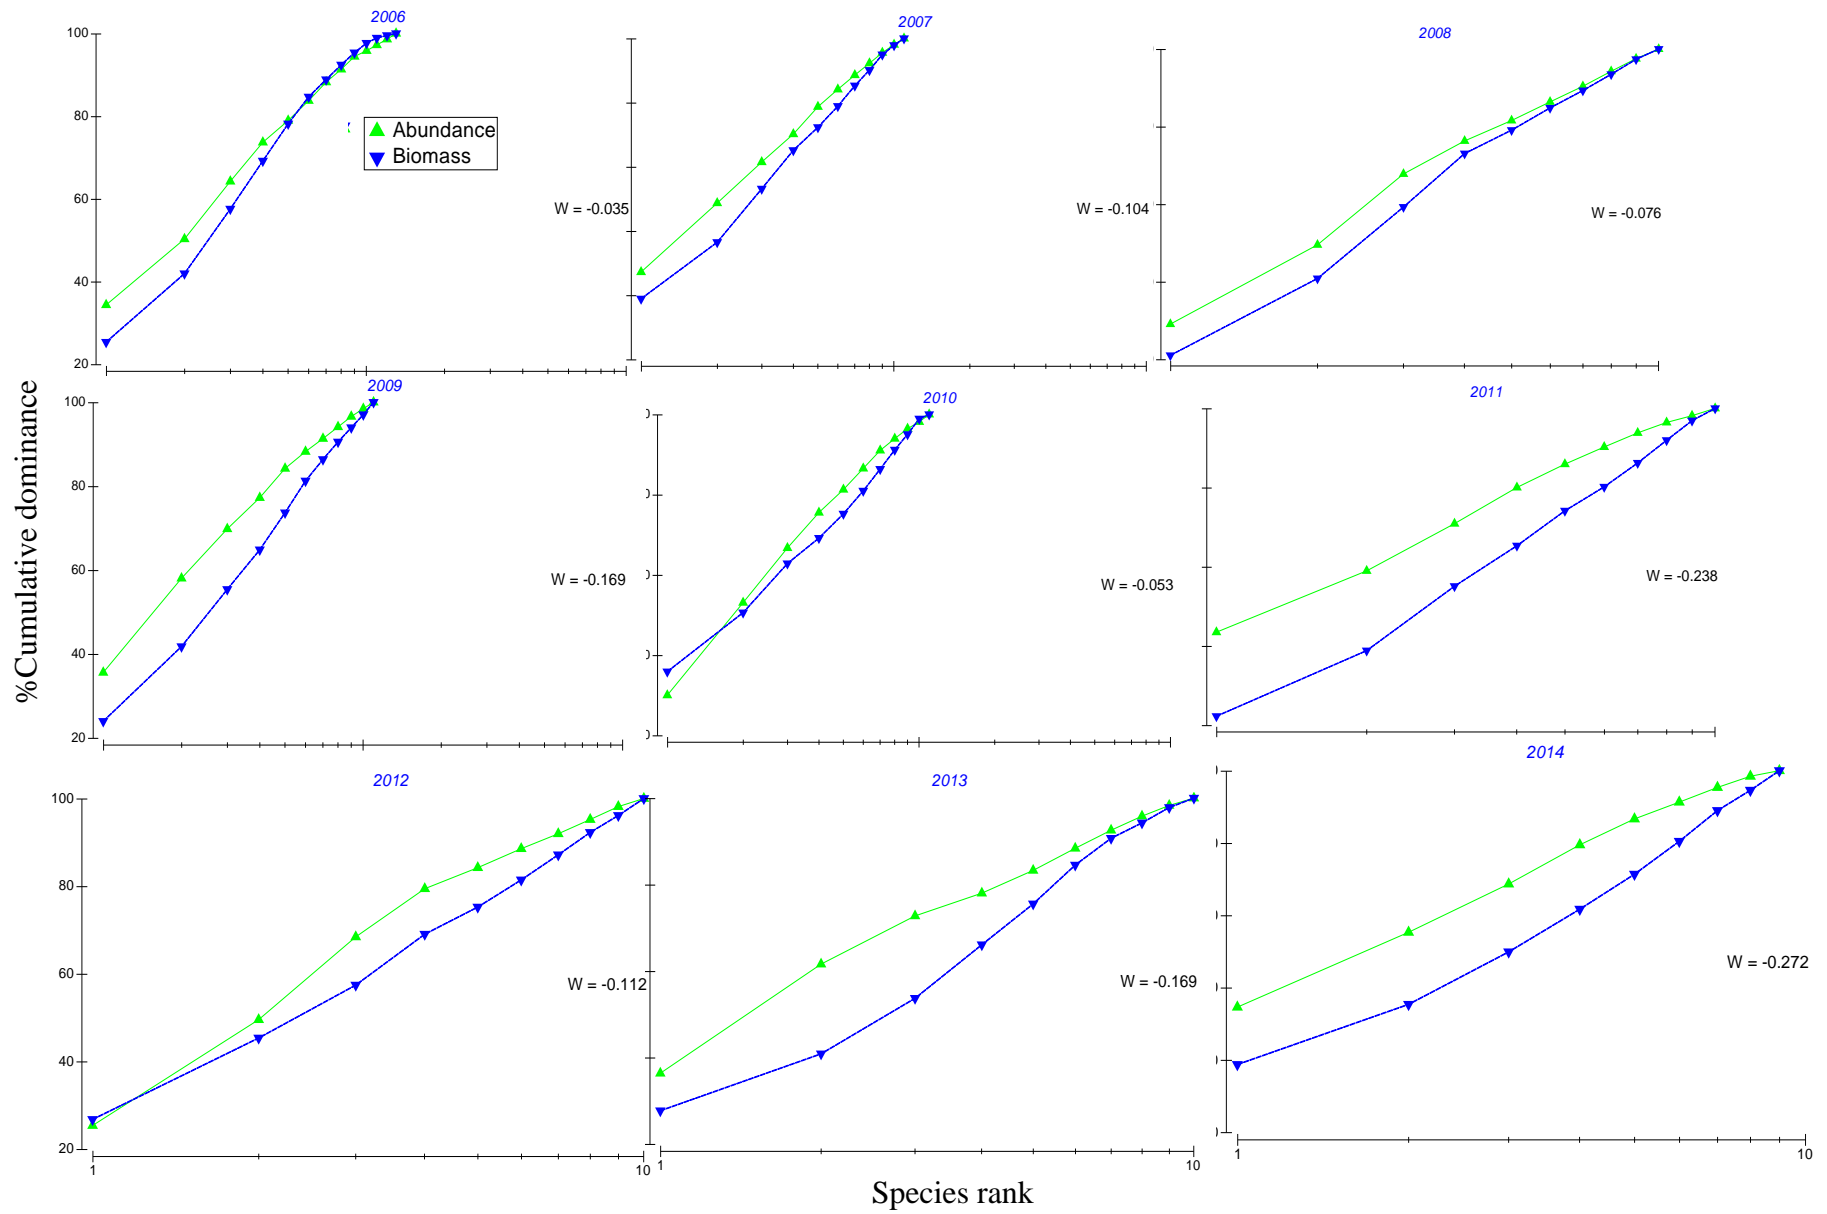 2006
2007
2008
100
80
60
40
20
Abundance
Biomass
W = -0.035
W = -0.104
W = -0.076
%Cumulative dominance
2009
2010
2011
100
80
60
40
20
W = -0.169
W = -0.053
W = -0.238
2012
2013
2014
100
80
60
40
20
W = -0.112
W = -0.169
W = -0.272
1
10
1
10
1
10
Species rank